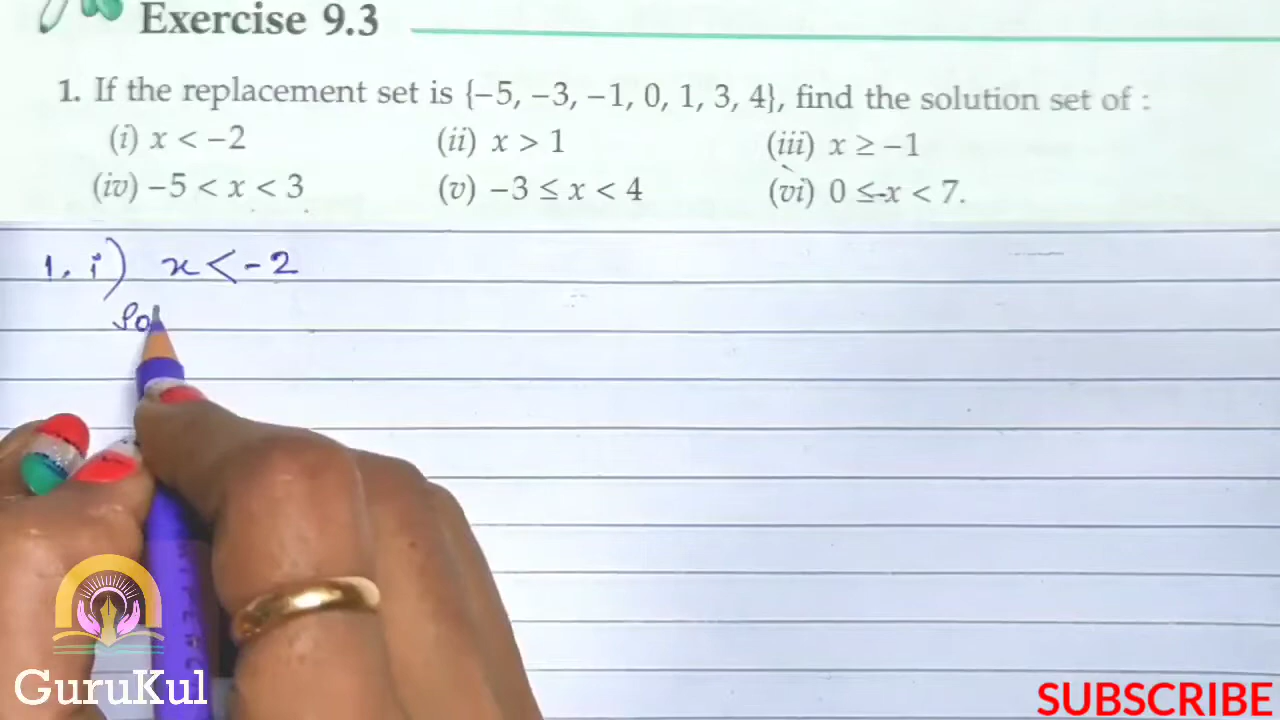 Exercise 9.3
1. If the replacement set is {−5, −3, −1, 0, 1, 3, 4}, find the solution set of :
(i) x < −2 (ii) x > 1 (iii) x ≥ −1
(iv) −5 < x < 3 (v) −3 ≤ x < 4 (vi) 0 ≤ x < 7.
1. i) x < -2
So
GuruKul
SUBSCRIBE